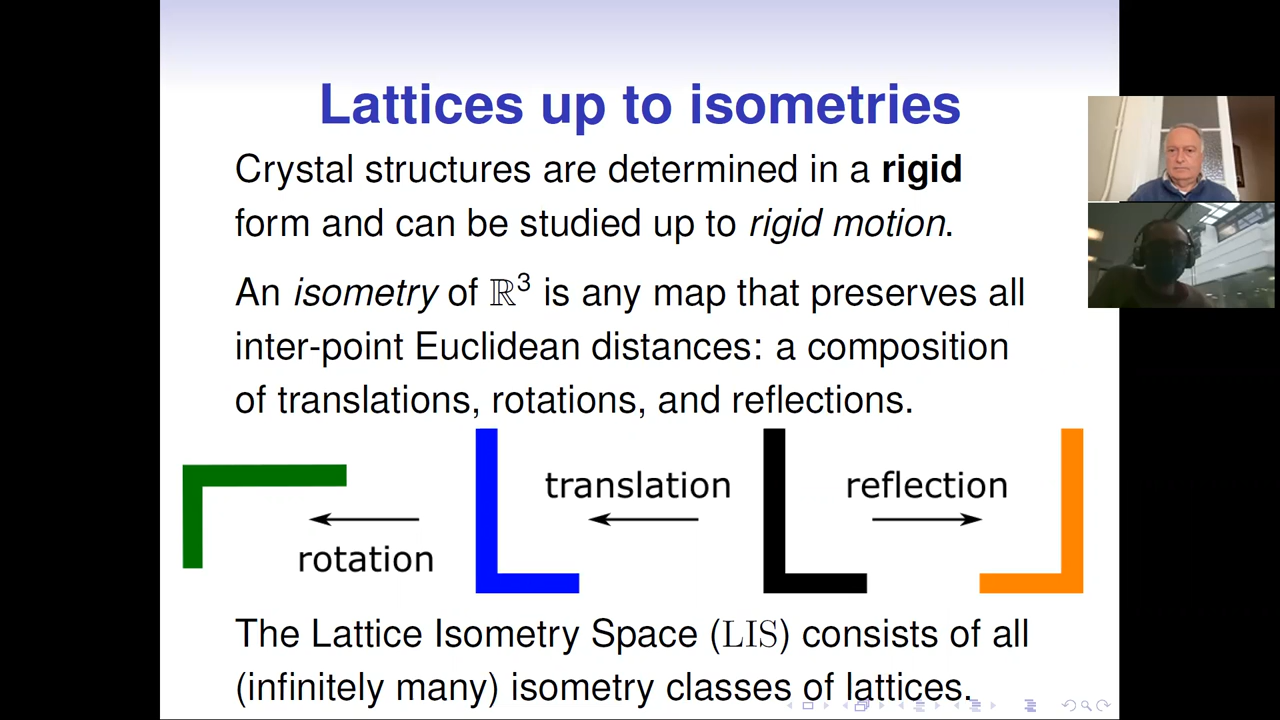 Lattices up to isometries
Crystal structures are determined in a rigid
form and can be studied up to rigid motion.
An isometry of ℝ³ is any map that preserves all
inter-point Euclidean distances: a composition
of translations, rotations, and reflections.
translation
reflection
rotation
The Lattice Isometry Space (LIS) consists of all
(infinitely many) isometry classes of lattices.